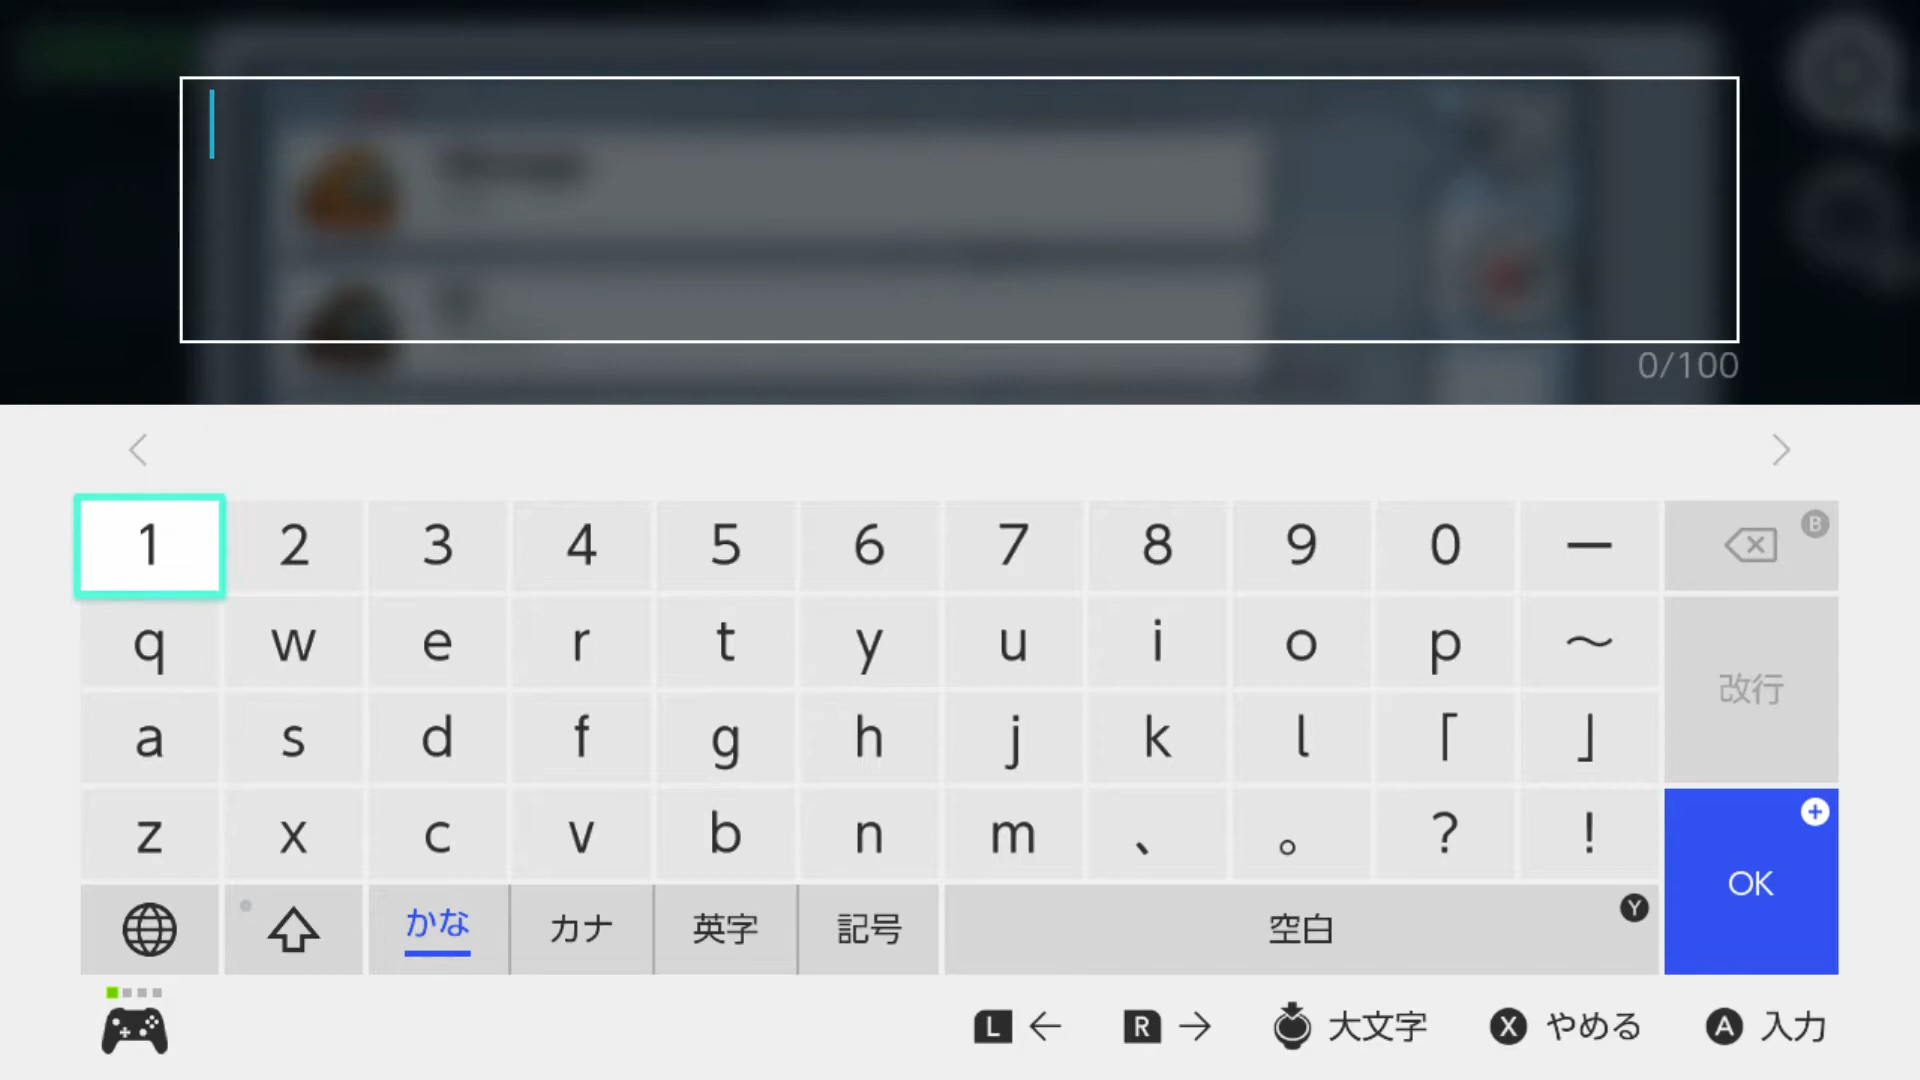 0/100
1 2 3 4 5 6 7 8 9 0 ー B
q w e r t y u i o p ～ 改行
a s d f g h j k l 「 」
z x c v b n m 、 。 ? ! + OK
かな カナ 英字 記号 空白 Y
L ← R → 大文字 X やめる A 入力